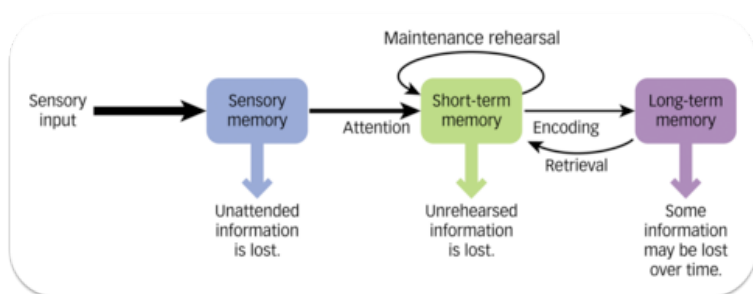 Maintenance rehearsal
Sensory
input
Sensory
memory
Attention
Short-term
memory
Encoding
Retrieval
Long-term
memory
Unattended
information
is lost.
Unrehearsed
information
is lost.
Some
information
may be lost
over time.